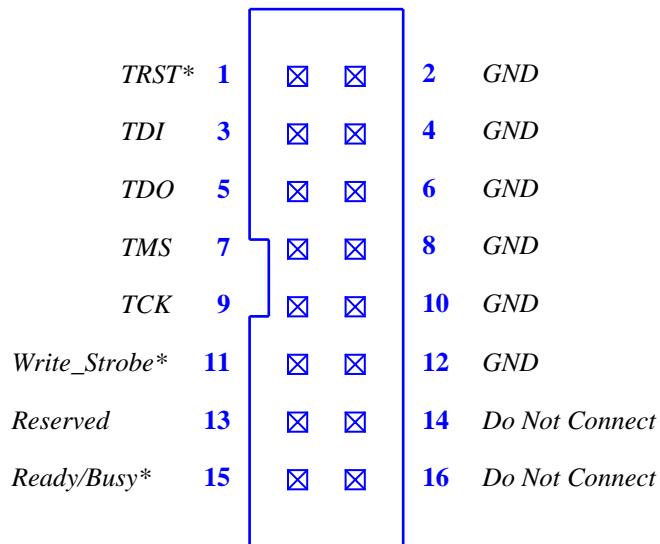 TRST* 1 2 GND
TDI 3 4 GND
TDO 5 6 GND
TMS 7 8 GND
TCK 9 10 GND
Write_Strobe* 11 12 GND
Reserved 13 14 Do Not Connect
Ready/Busy* 15 16 Do Not Connect